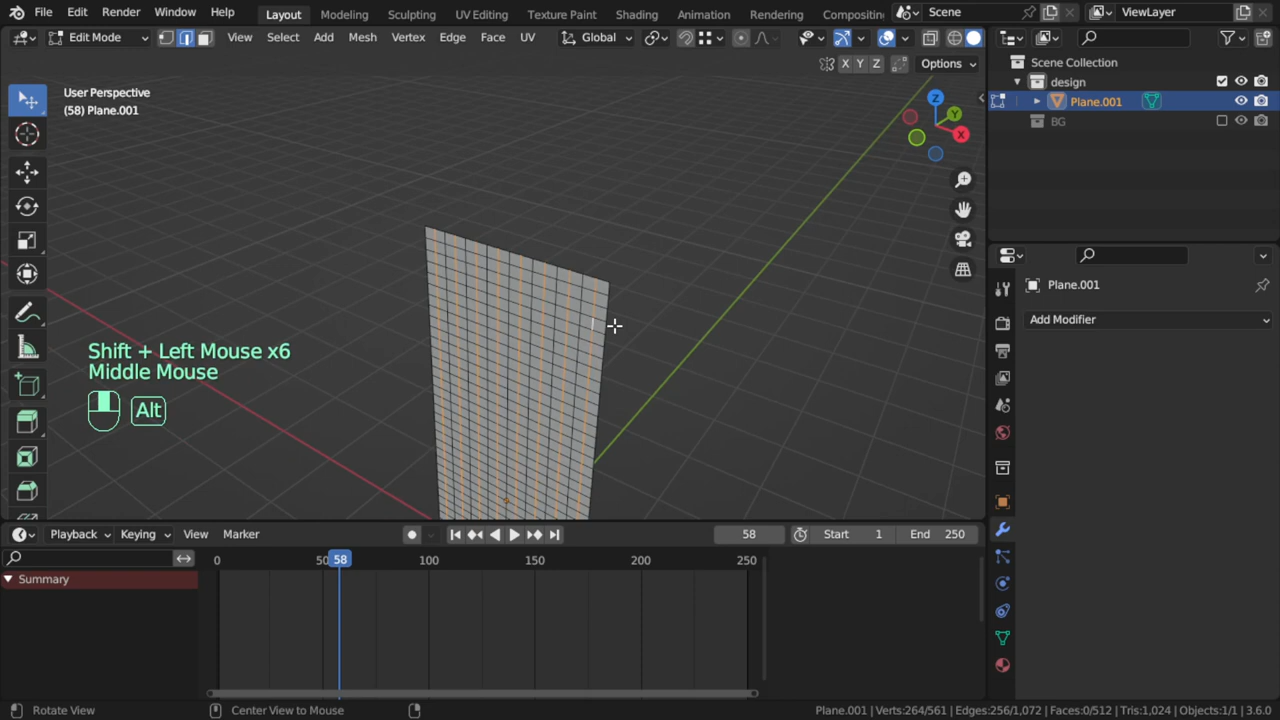 File Edit Render Window Help Layout Modeling Sculpting UV Editing Texture Paint Shading Animation Rendering Compositin Scene ViewLayer
Edit Mode View Select Add Mesh Vertex Edge Face UV Global
X Y Z Options
Scene Collection
design
Plane.001
BG
User Perspective
(58) Plane.001
Z
Y
X
Plane.001
Add Modifier
Shift + Left Mouse x6
Middle Mouse
Alt
Playback Keying View Marker 58 Start 1 End 250
0 50 58 100 150 200 250
Summary
Rotate View Center View to Mouse Plane.001 | Verts:264/561 | Edges:256/1,072 | Faces:0/512 | Tris:1,024 | Objects:1/1 | 3.6.0